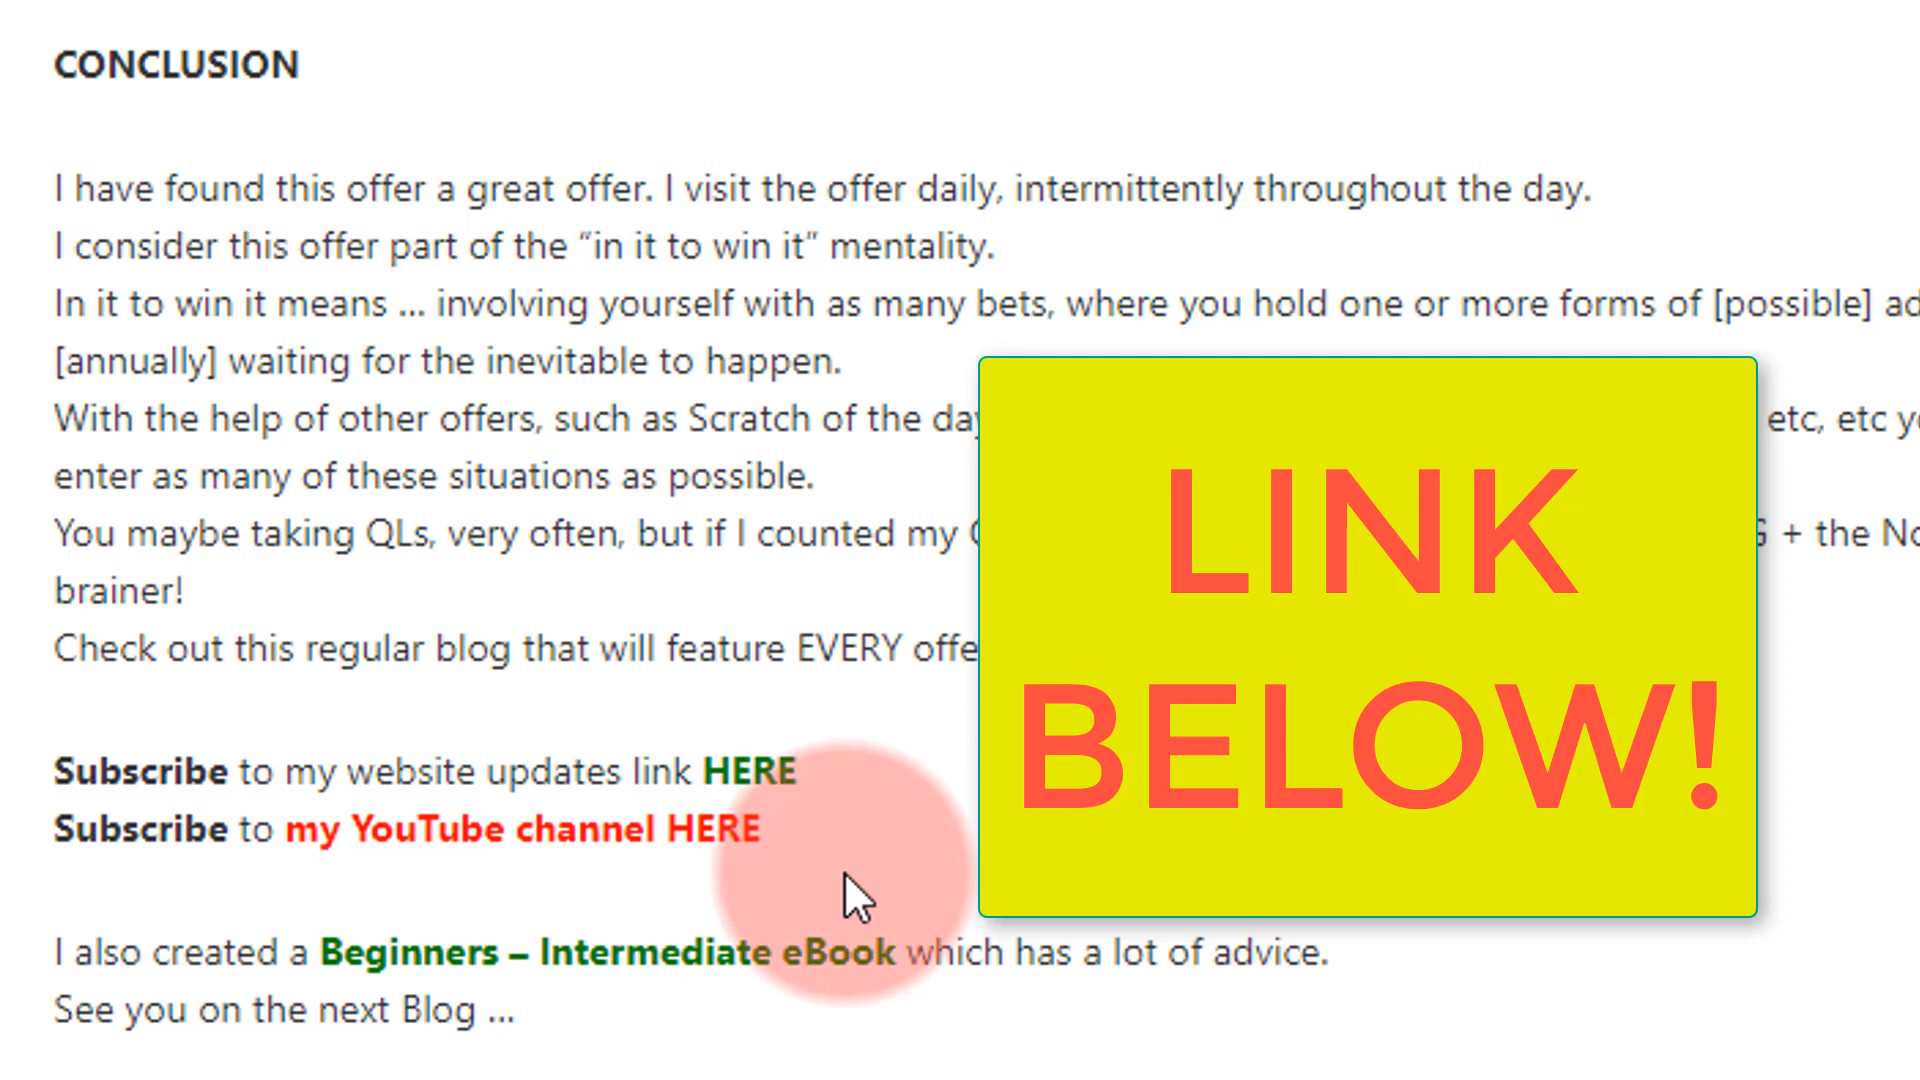 CONCLUSION
I have found this offer a great offer. I visit the offer daily, intermittently throughout the day.
I consider this offer part of the “in it to win it” mentality.
In it to win it means ... involving yourself with as many bets, where you hold one or more forms of [possible]
[annually] waiting for the inevitable to happen.
With the help of other offers, such as Scratch of the day etc, etc
enter as many of these situations as possible.
You maybe taking QLs, very often, but if I counted my + the
brainer!
Check out this regular blog that will feature EVERY
LINK
BELOW!
Subscribe to my website updates link HERE
Subscribe to my YouTube channel HERE
I also created a Beginners – Intermediate eBook which has a lot of advice.
See you on the next Blog ...